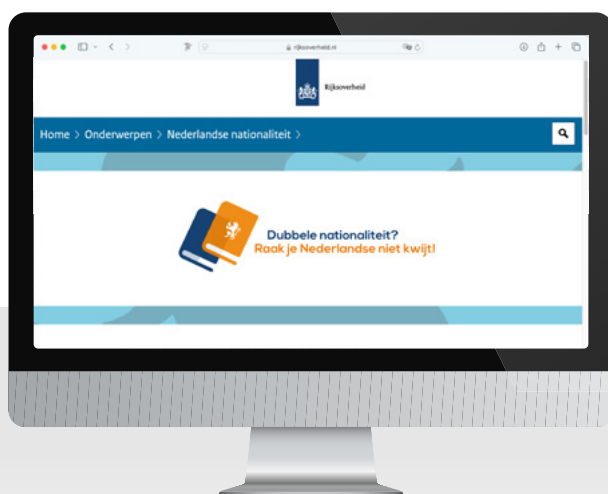 rijksoverheid.nl
Rijksoverheid
Home > Onderwerpen > Nederlandse nationaliteit >
Dubbele nationaliteit?
Raak je Nederlandse niet kwijt!